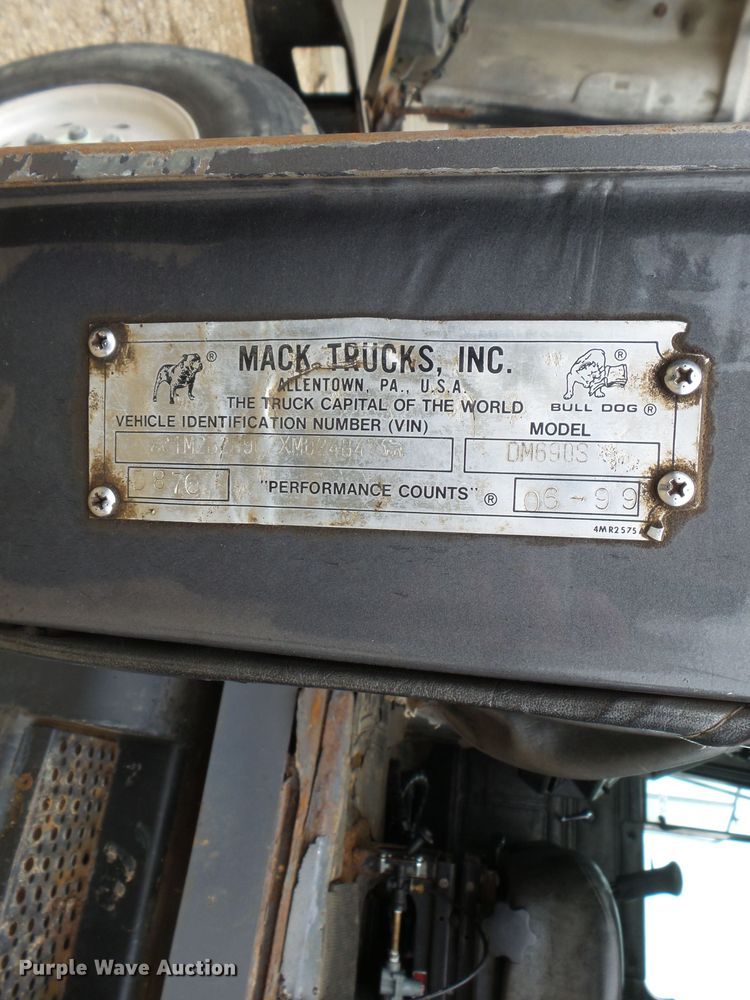 MACK TRUCKS, INC.
ALLENTOWN, PA., U.S.A.
THE TRUCK CAPITAL OF THE WORLD
BULL DOG ®
VEHICLE IDENTIFICATION NUMBER (VIN)
MODEL
DM690S
"PERFORMANCE COUNTS" ®
06-99
4MR2575
Purple Wave Auction